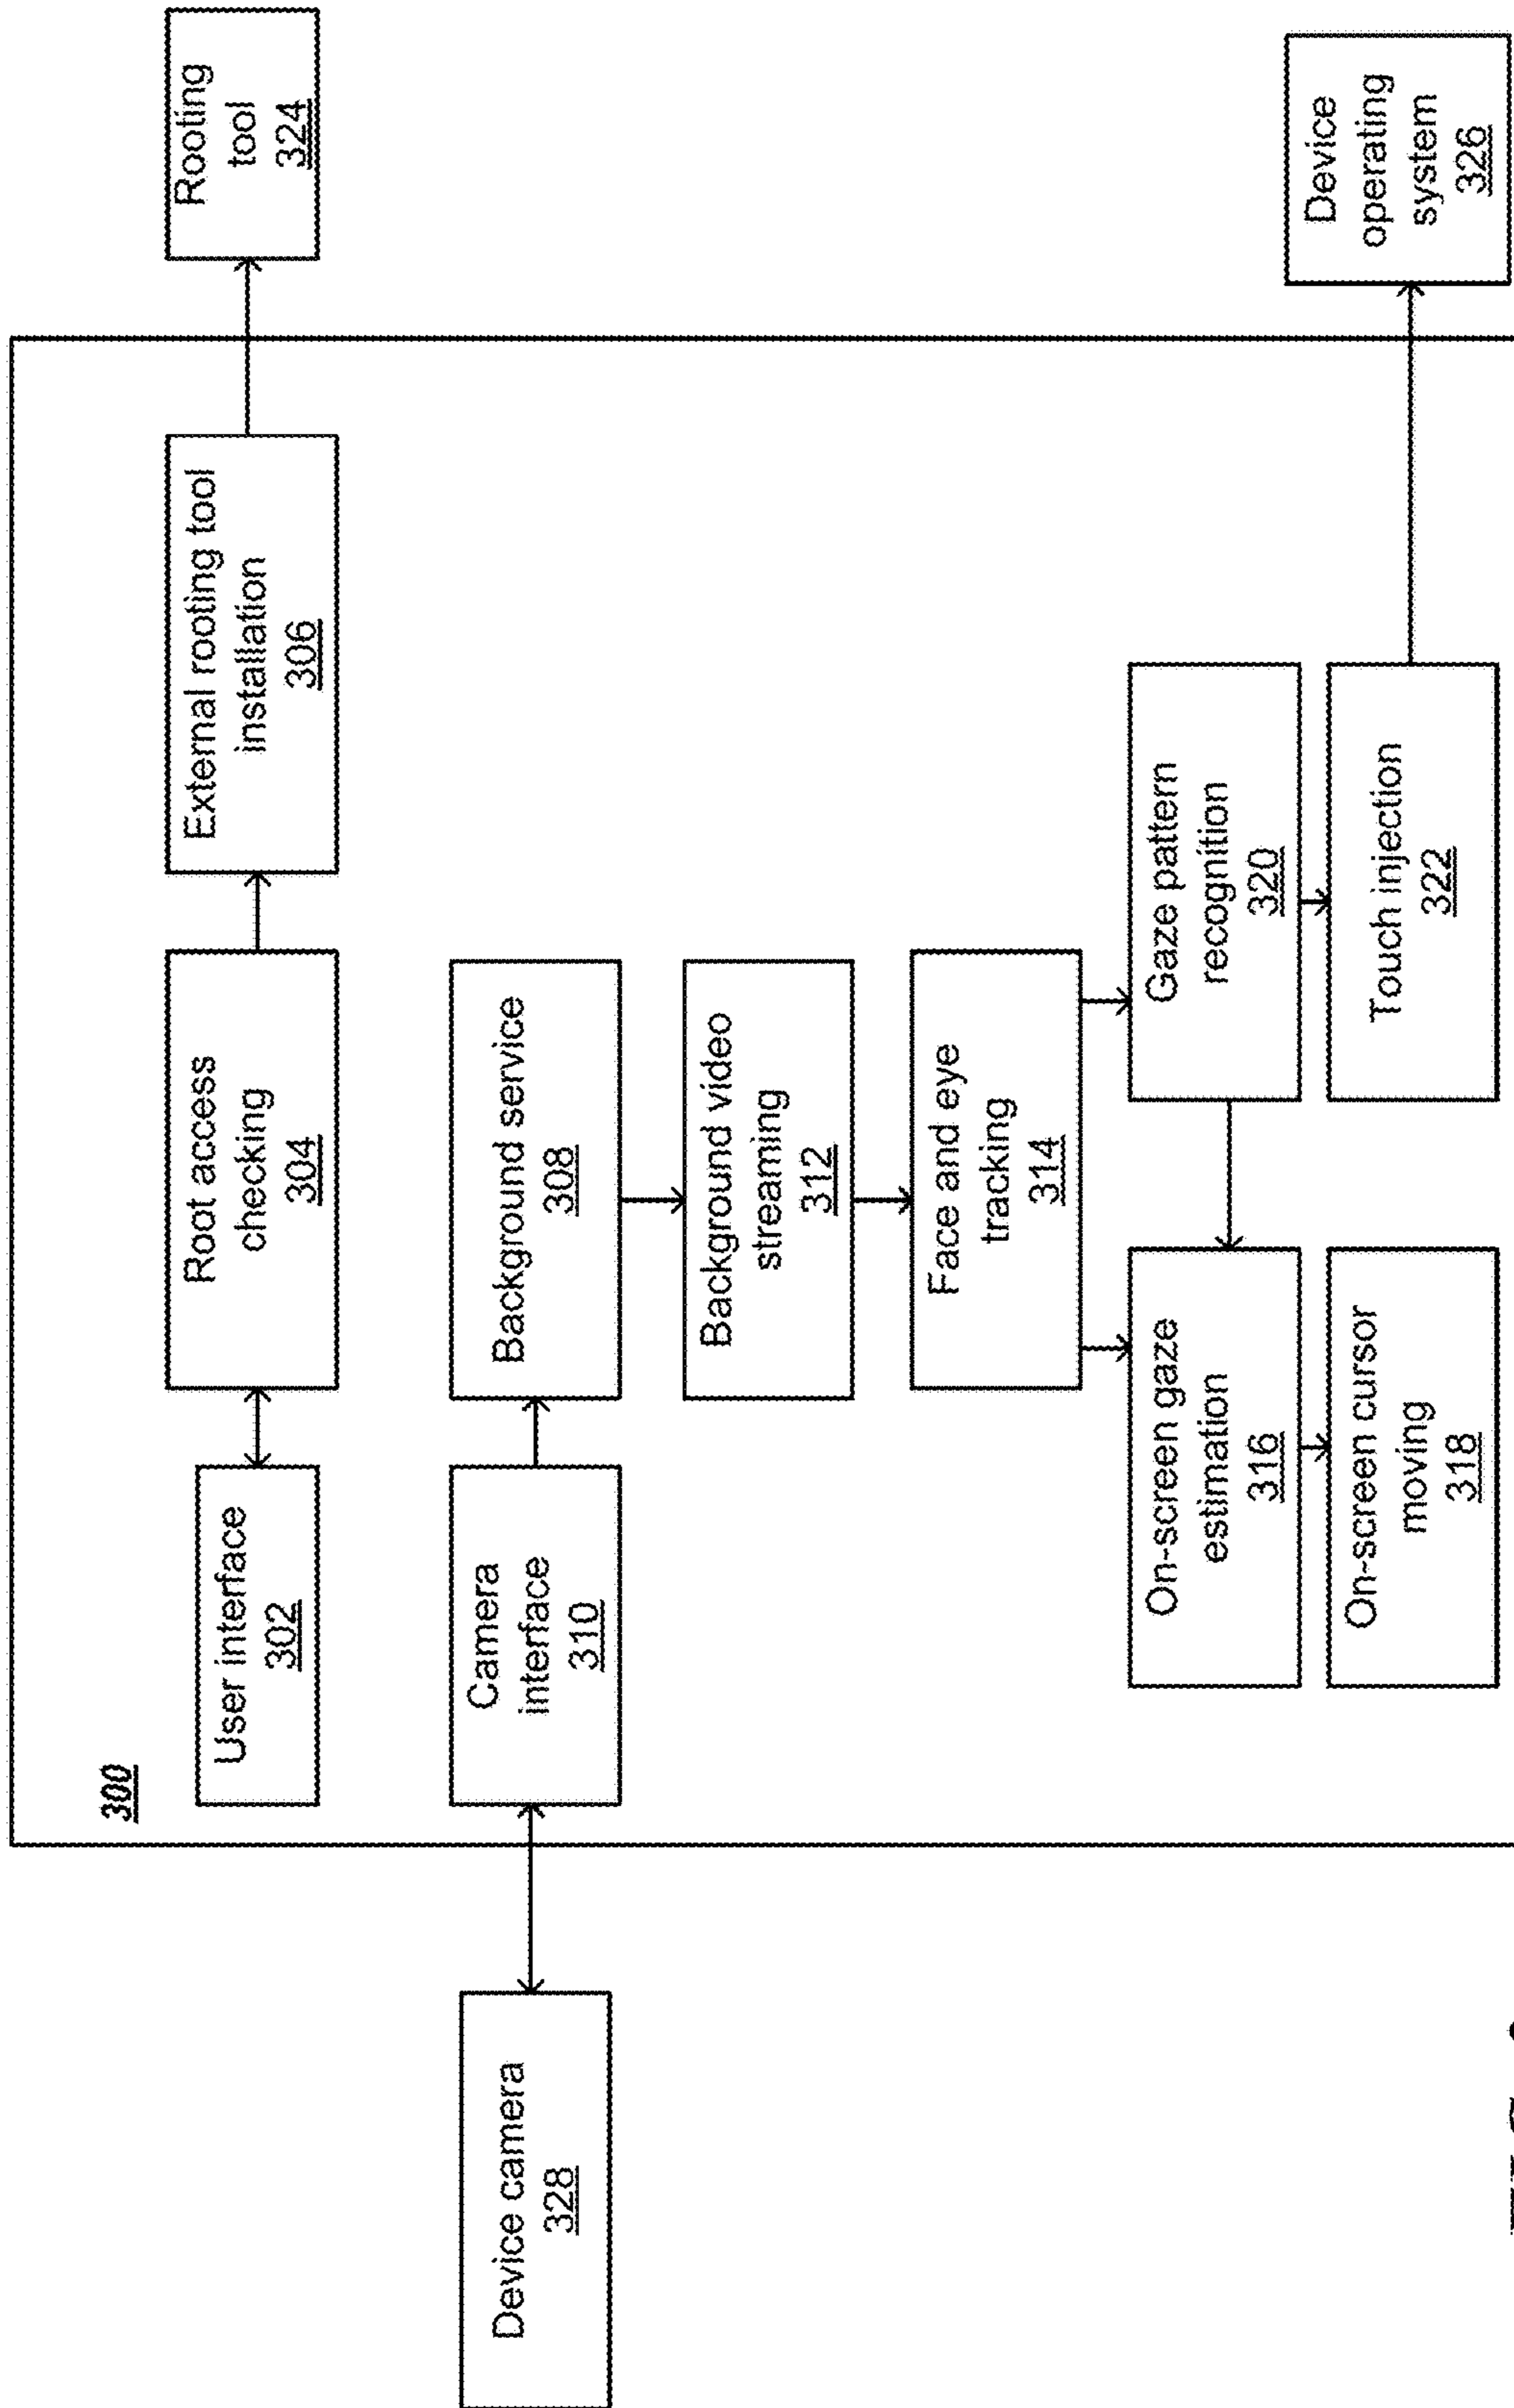 300
User interface
302
Root access
checking
304
External rooting tool
installation
306
Rooting
tool
324
Device camera
328
Camera
interface
310
Background service
308
Background video
streaming
312
Face and eye
tracking
314
On-screen gaze
estimation
316
Gaze pattern
recognition
320
On-screen cursor
moving
318
Touch injection
322
Device
operating
system
326